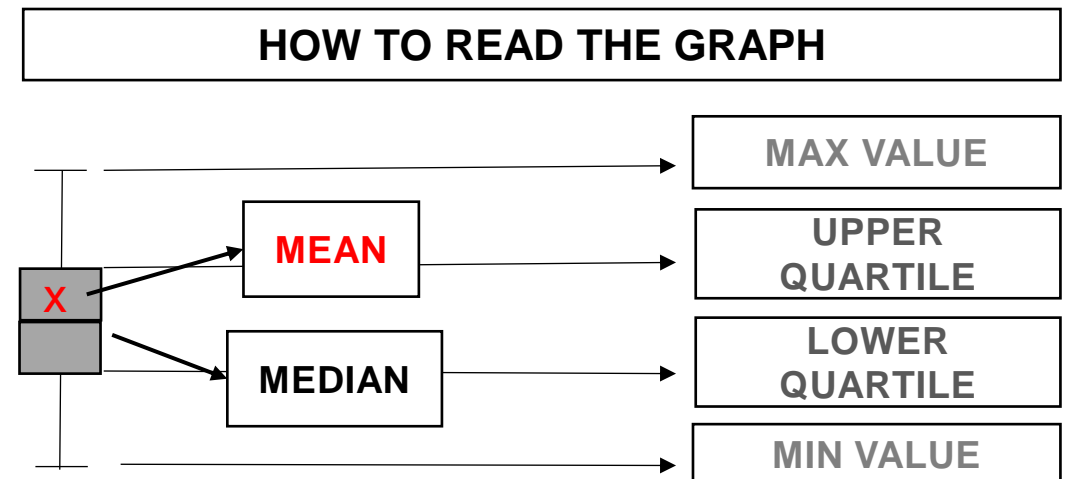 HOW TO READ THE GRAPH
MAX VALUE
MEAN
UPPER
QUARTILE
X
LOWER
QUARTILE
MEDIAN
MIN VALUE